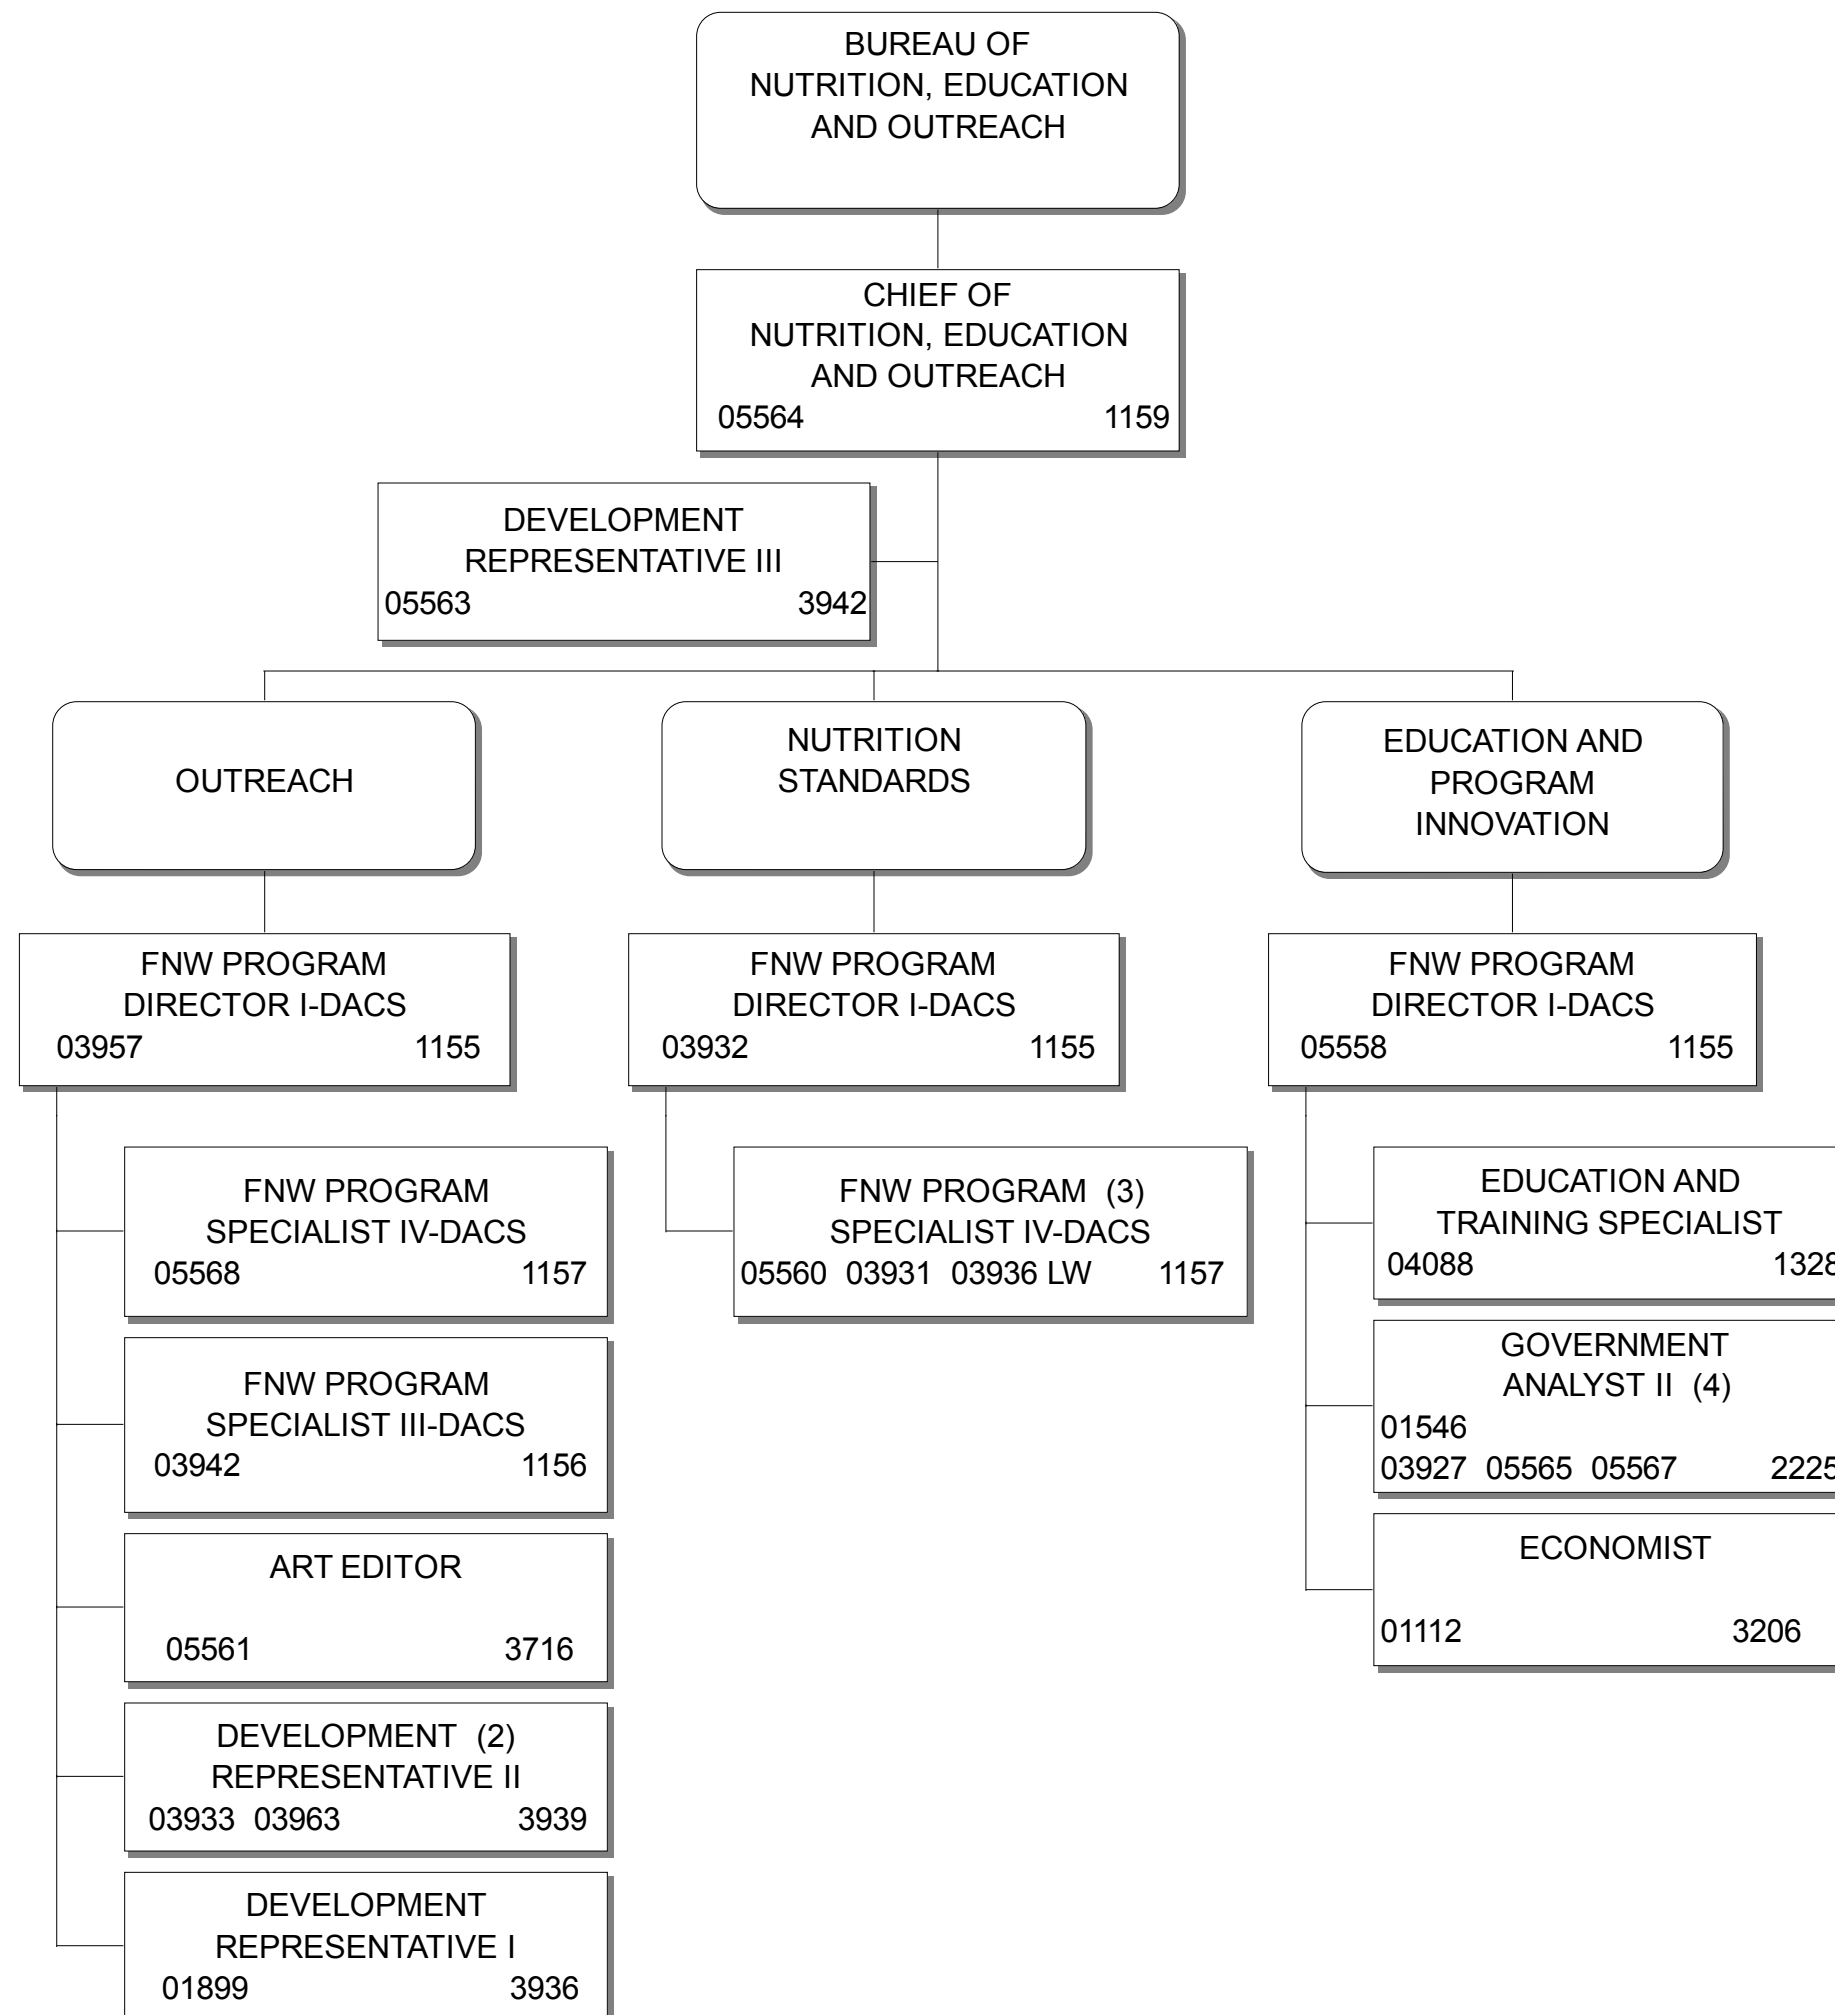 BUREAU OF
NUTRITION, EDUCATION
AND OUTREACH
CHIEF OF
NUTRITION, EDUCATION
AND OUTREACH
05564 1159
DEVELOPMENT
REPRESENTATIVE III
05563 3942
OUTREACH
NUTRITION
STANDARDS
EDUCATION AND
PROGRAM
INNOVATION
FNW PROGRAM
DIRECTOR I-DACS
03957 1155
FNW PROGRAM
DIRECTOR I-DACS
03932 1155
FNW PROGRAM
DIRECTOR I-DACS
05558 1155
FNW PROGRAM
SPECIALIST IV-DACS
05568 1157
FNW PROGRAM
SPECIALIST III-DACS
03942 1156
ART EDITOR
05561 3716
DEVELOPMENT (2)
REPRESENTATIVE II
03933 03963 3939
DEVELOPMENT
REPRESENTATIVE I
01899 3936
FNW PROGRAM (3)
SPECIALIST IV-DACS
05560 03931 03936 LW 1157
EDUCATION AND
TRAINING SPECIALIST
04088 1328
GOVERNMENT
ANALYST II (4)
01546
03927 05565 05567 2225
ECONOMIST
01112 3206